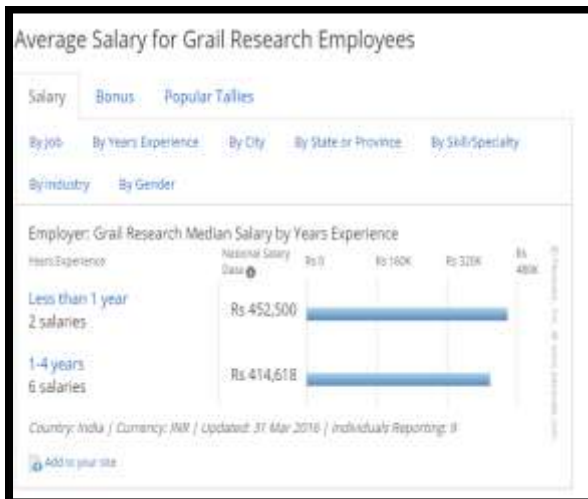 Average Salary for Grail Research Employees
Salary Bonus Popular Tallies
By Job By Years Experience By City By State or Province By Skill/Specialty
By Industry By Gender
Employer: Grail Research Median Salary by Years Experience
Years Experience National Salary Data Rs 0 Rs 160K Rs 320K Rs 480K
Less than 1 year Rs 452,500
2 salaries
1-4 years Rs 414,618
6 salaries
Country: India | Currency: INR | Updated: 31 Mar 2016 | Individuals Reporting: 9
Add to your site